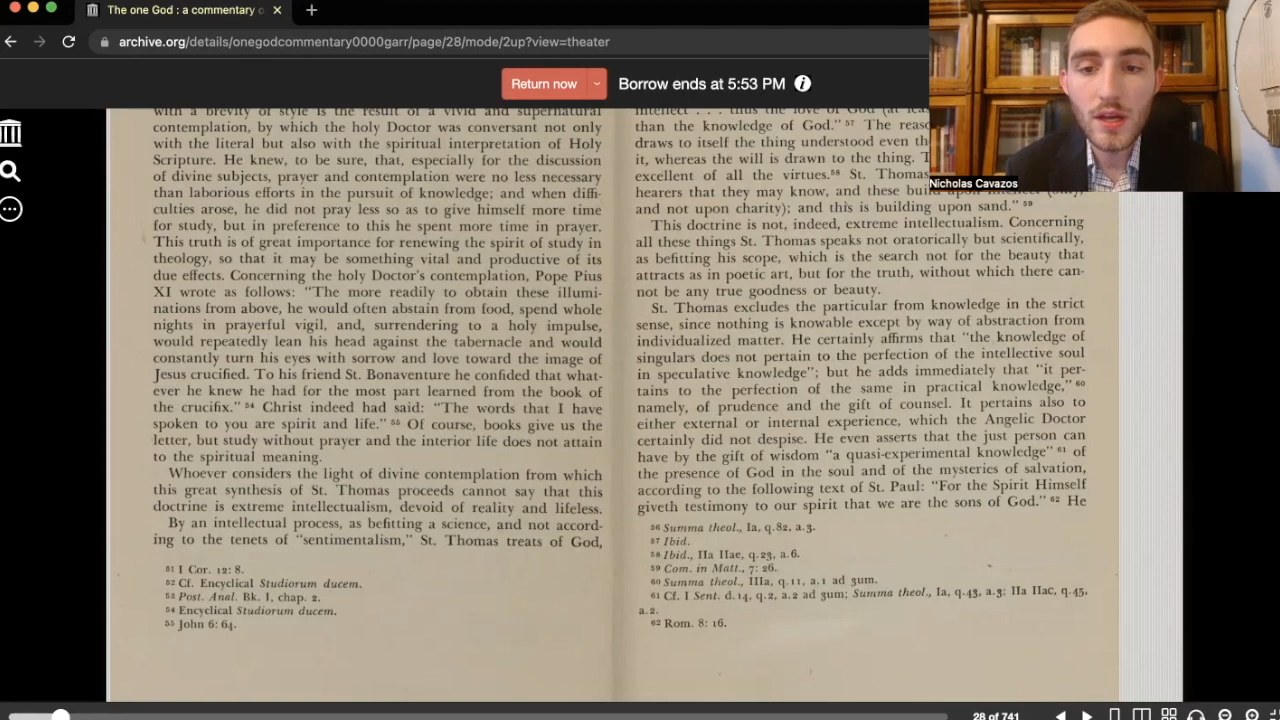 The one God : a commentary o
archive.org/details/onegodcommentary0000garr/page/28/mode/2up?view=theater
Return now
Borrow ends at 5:53 PM
Nicholas Cavazos
with a brevity of style is the result of a vivid and supernatural
contemplation, by which the holy Doctor was conversant not only
with the literal but also with the spiritual interpretation of Holy
Scripture. He knew, to be sure, that, especially for the discussion
of divine subjects, prayer and contemplation were no less necessary
than laborious efforts in the pursuit of knowledge; and when diffi-
culties arose, he did not pray less so as to give himself more time
for study, but in preference to this he spent more time in prayer.
This truth is of great importance for renewing the spirit of study in
theology, so that it may be something vital and productive of its
due effects. Concerning the holy Doctor's contemplation, Pope Pius
XI wrote as follows: "The more readily to obtain these illumi-
nations from above, he would often abstain from food, spend whole
nights in prayerful vigil, and, surrendering to a holy impulse,
would repeatedly lean his head against the tabernacle and would
constantly turn his eyes with sorrow and love toward the image of
Jesus crucified. To his friend St. Bonaventure he confided that what-
ever he knew he had for the most part learned from the book of
the crucifix." 54 Christ indeed had said: "The words that I have
spoken to you are spirit and life." 55 Of course, books give us the
letter, but study without prayer and the interior life does not attain
to the spiritual meaning.
Whoever considers the light of divine contemplation from which
this great synthesis of St. Thomas proceeds cannot say that this
doctrine is extreme intellectualism, devoid of reality and lifeless.
By an intellectual process, as befitting a science, and not accord-
ing to the tenets of "sentimentalism," St. Thomas treats of God,
51 I Cor. 12: 8.
52 Cf. Encyclical Studiorum ducem.
53 Post. Anal. Bk. I, chap. 2.
54 Encyclical Studiorum ducem.
55 John 6: 64.
intellect . . . thus the love of God (at leas
than the knowledge of God." 57 The reaso
draws to itself the thing understood even th
it, whereas the will is drawn to the thing. T
excellent of all the virtues.58 St. Thomas
hearers that they may know, and these build upon intellect (only,
and not upon charity); and this is building upon sand." 59
This doctrine is not, indeed, extreme intellectualism. Concerning
all these things St. Thomas speaks not oratorically but scientifically,
as befitting his scope, which is the search not for the beauty that
attracts as in poetic art, but for the truth, without which there can-
not be any true goodness or beauty.
St. Thomas excludes the particular from knowledge in the strict
sense, since nothing is knowable except by way of abstraction from
individualized matter. He certainly affirms that "the knowledge of
singulars does not pertain to the perfection of the intellective soul
in speculative knowledge"; but he adds immediately that "it per-
tains to the perfection of the same in practical knowledge," 60
namely, of prudence and the gift of counsel. It pertains also to
either external or internal experience, which the Angelic Doctor
certainly did not despise. He even asserts that the just person can
have by the gift of wisdom "a quasi-experimental knowledge" 61 of
the presence of God in the soul and of the mysteries of salvation,
according to the following text of St. Paul: "For the Spirit Himself
giveth testimony to our spirit that we are the sons of God." 62 He
56 Summa theol., Ia, q.82, a.3.
57 Ibid.
58 Ibid., IIa IIae, q.23, a.6.
59 Com. in Matt., 7: 26.
60 Summa theol., IIIa, q.11, a.1 ad 3um.
61 Cf. I Sent. d.14, q.2, a.2 ad 3um; Summa theol., Ia, q.43, a.3; IIa IIae, q.45,
a.2.
62 Rom. 8: 16.
28 of 741